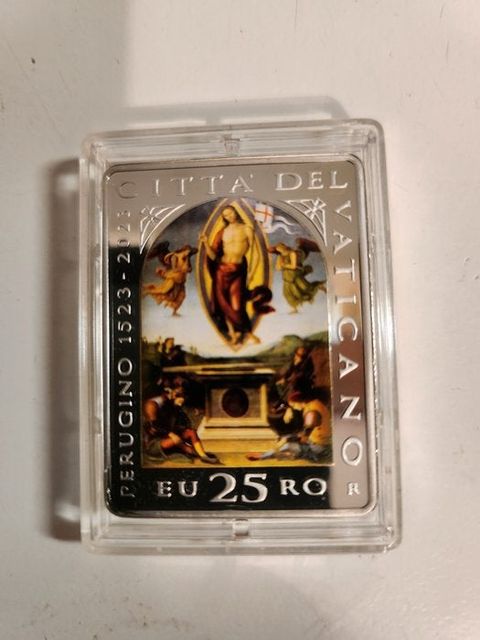 CITTA' DEL
VATICANO
PERUGINO 1523 - 2023
EU 25 RO
R